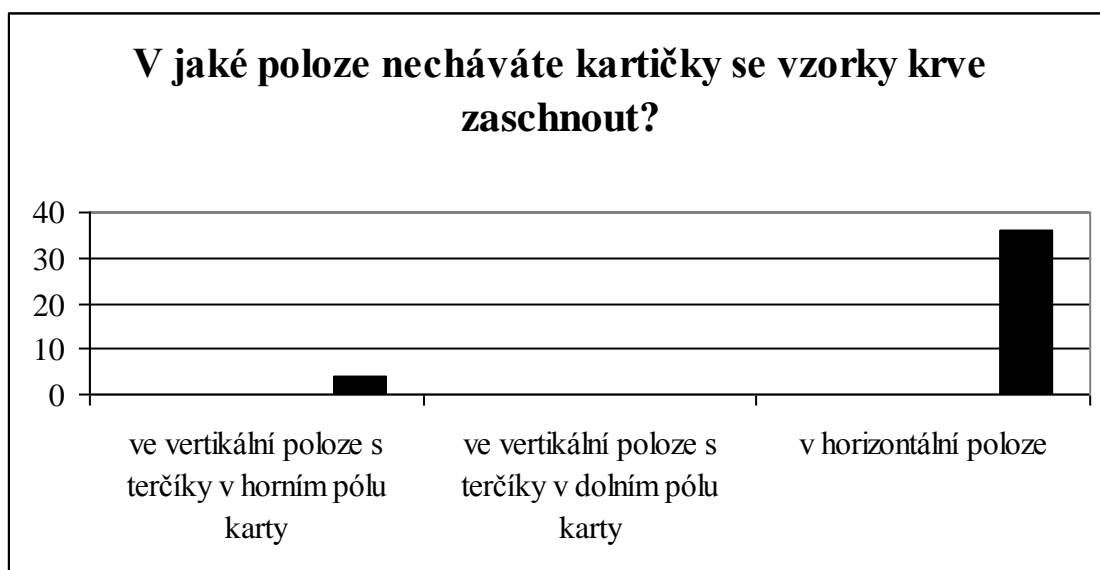 V jaké poloze necháváte kartičky se vzorky krve
zaschnout?
40
30
20
10
0
ve vertikální poloze s
terčíky v horním pólu
karty
ve vertikální poloze s
terčíky v dolním pólu
karty
v horizontální poloze